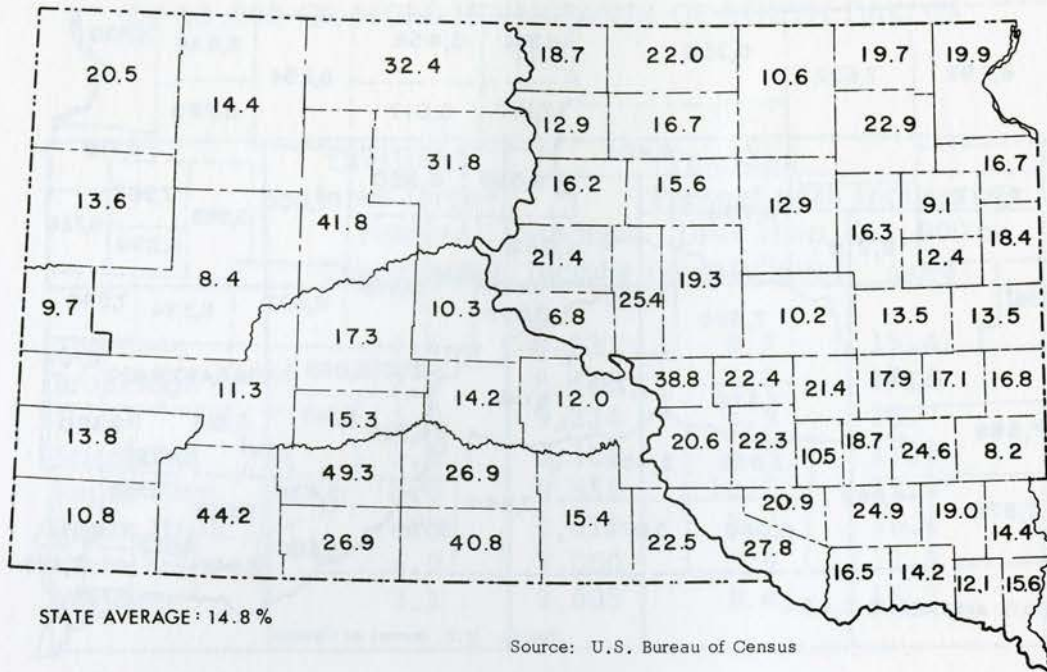 18.7 22.0 19.7 19.9
20.5 32.4 10.6
14.4
12.9 16.7 22.9
31.8 16.7
16.2 15.6
13.6 12.9 9.1
41.8 16.3 18.4
21.4 12.4
8.4 19.3
9.7 10.3 6.8 25.4 10.2 13.5 13.5
17.3
38.8 22.4 17.9 17.1 16.8
11.3 14.2 12.0 21.4
15.3
13.8 20.6 22.3 18.7 24.6 8.2
49.3 26.9 105
10.8 44.2 15.4 20.9 24.9 19.0
26.9 40.8 22.5 14.4
27.8
16.5 14.2 12.1 15.6
STATE AVERAGE: 14.8%
Source: U.S. Bureau of Census